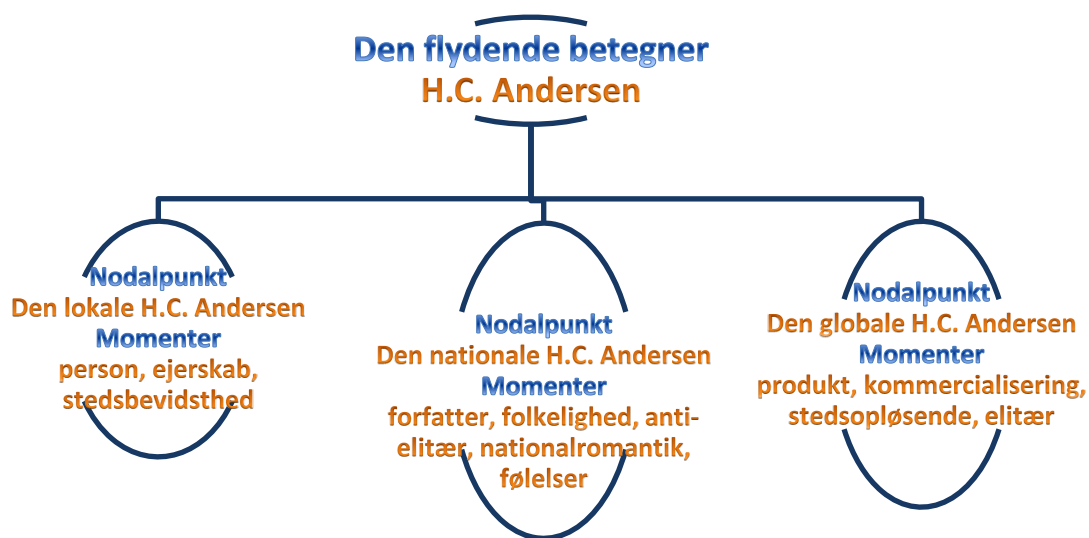 Den flydende betegner
H.C. Andersen
Nodalpunkt
Den lokale H.C. Andersen
Momenter
person, ejerskab,
stedsbevidsthed
Nodalpunkt
Den nationale H.C. Andersen
Momenter
forfatter, folkelighed, anti-
elitær, nationalromantik,
følelser
Nodalpunkt
Den globale H.C. Andersen
Momenter
produkt, kommercialisering,
stedsopløsende, elitær